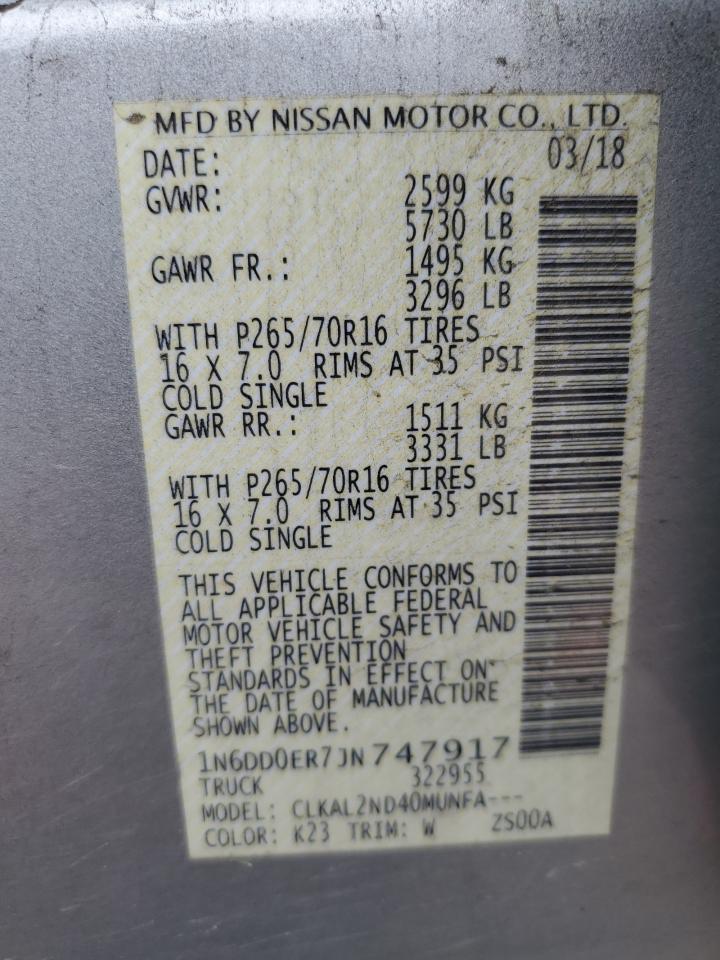 MFD BY NISSAN MOTOR CO., LTD.
DATE: 03/18
GVWR: 2599 KG
5730 LB
GAWR FR.: 1495 KG
3296 LB
WITH P265/70R16 TIRES
16 X 7.0 RIMS AT 35 PSI
COLD SINGLE
GAWR RR.: 1511 KG
3331 LB
WITH P265/70R16 TIRES
16 X 7.0 RIMS AT 35 PSI
COLD SINGLE
THIS VEHICLE CONFORMS TO
ALL APPLICABLE FEDERAL
MOTOR VEHICLE SAFETY AND
THEFT PREVENTION
STANDARDS IN EFFECT ON
THE DATE OF MANUFACTURE
SHOWN ABOVE.
1N6DD0ER7JN747917
TRUCK 322955
MODEL: CLKAL2ND40MUNFA---
COLOR: K23 TRIM: W ZS00A